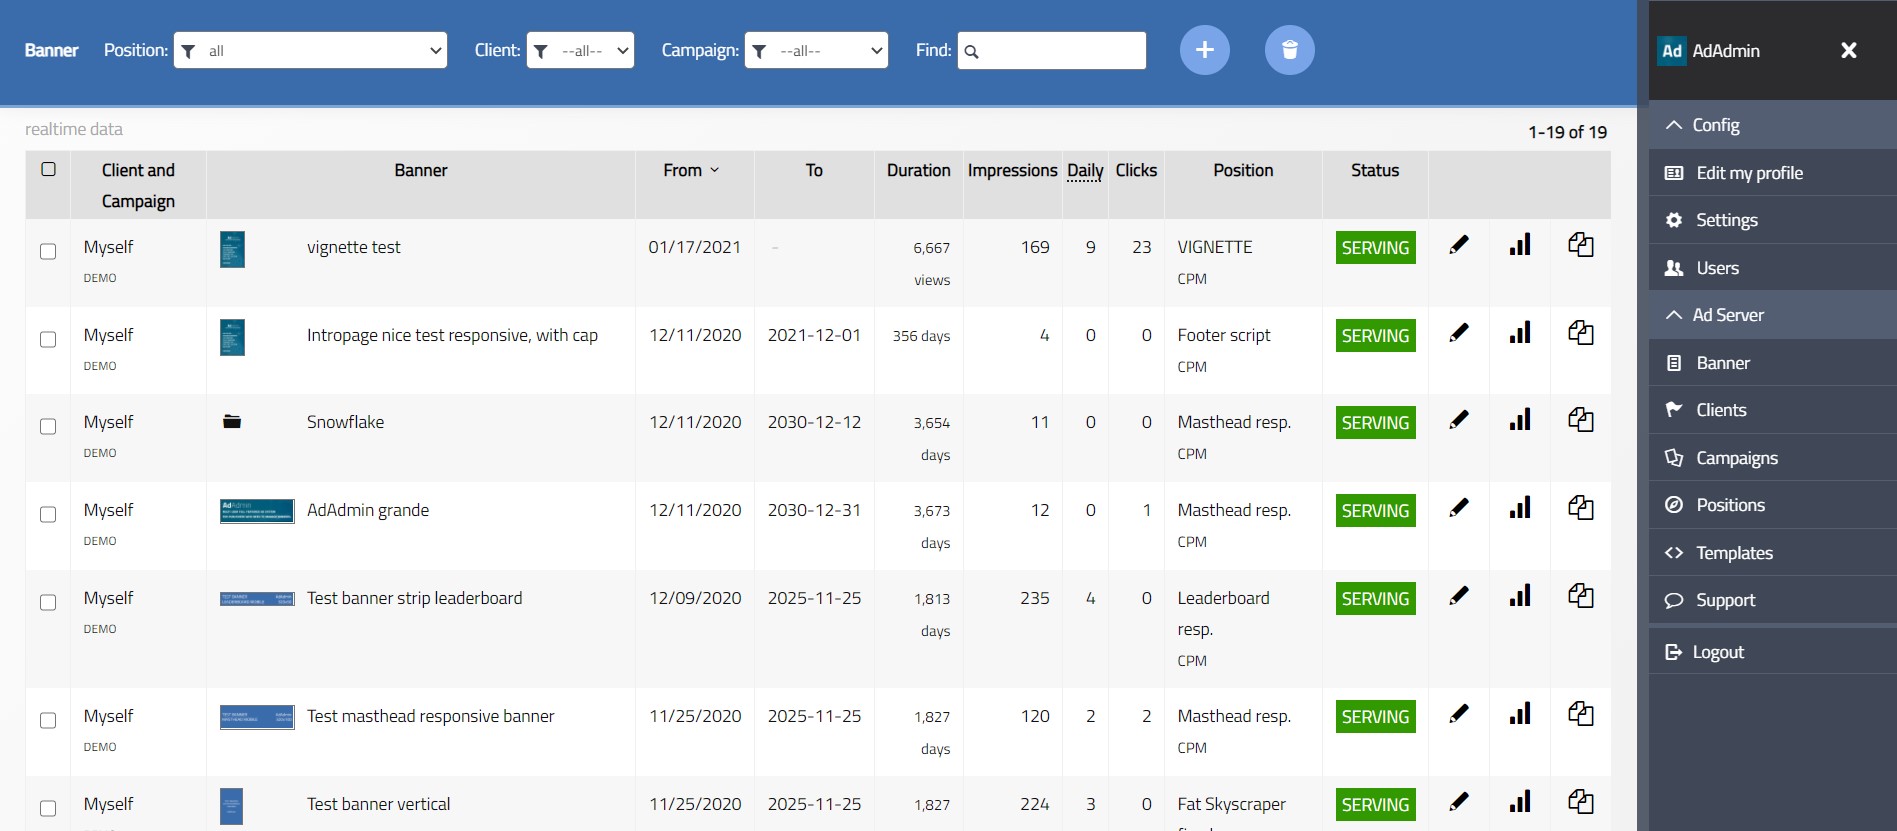 Banner Position: all Client: --all-- Campaign: --all-- Find:
Ad AdAdmin
realtime data
1-19 of 19
Client and Campaign Banner From To Duration Impressions Daily Clicks Position Status
Myself vignette test 01/17/2021 - 6,667 169 9 23 VIGNETTE SERVING
DEMO views CPM
Myself Intropage nice test responsive, with cap 12/11/2020 2021-12-01 356 days 4 0 0 Footer script SERVING
DEMO CPM
Myself Snowflake 12/11/2020 2030-12-12 3,654 11 0 0 Masthead resp. SERVING
DEMO days CPM
Myself AdAdmin grande 12/11/2020 2030-12-31 3,673 12 0 1 Masthead resp. SERVING
DEMO days CPM
Myself Test banner strip leaderboard 12/09/2020 2025-11-25 1,813 235 4 0 Leaderboard SERVING
DEMO days resp.
CPM
Myself Test masthead responsive banner 11/25/2020 2025-11-25 1,827 120 2 2 Masthead resp. SERVING
DEMO days CPM
Myself Test banner vertical 11/25/2020 2025-11-25 1,827 224 3 0 Fat Skyscraper SERVING
Config
Edit my profile
Settings
Users
Ad Server
Banner
Clients
Campaigns
Positions
Templates
Support
Logout